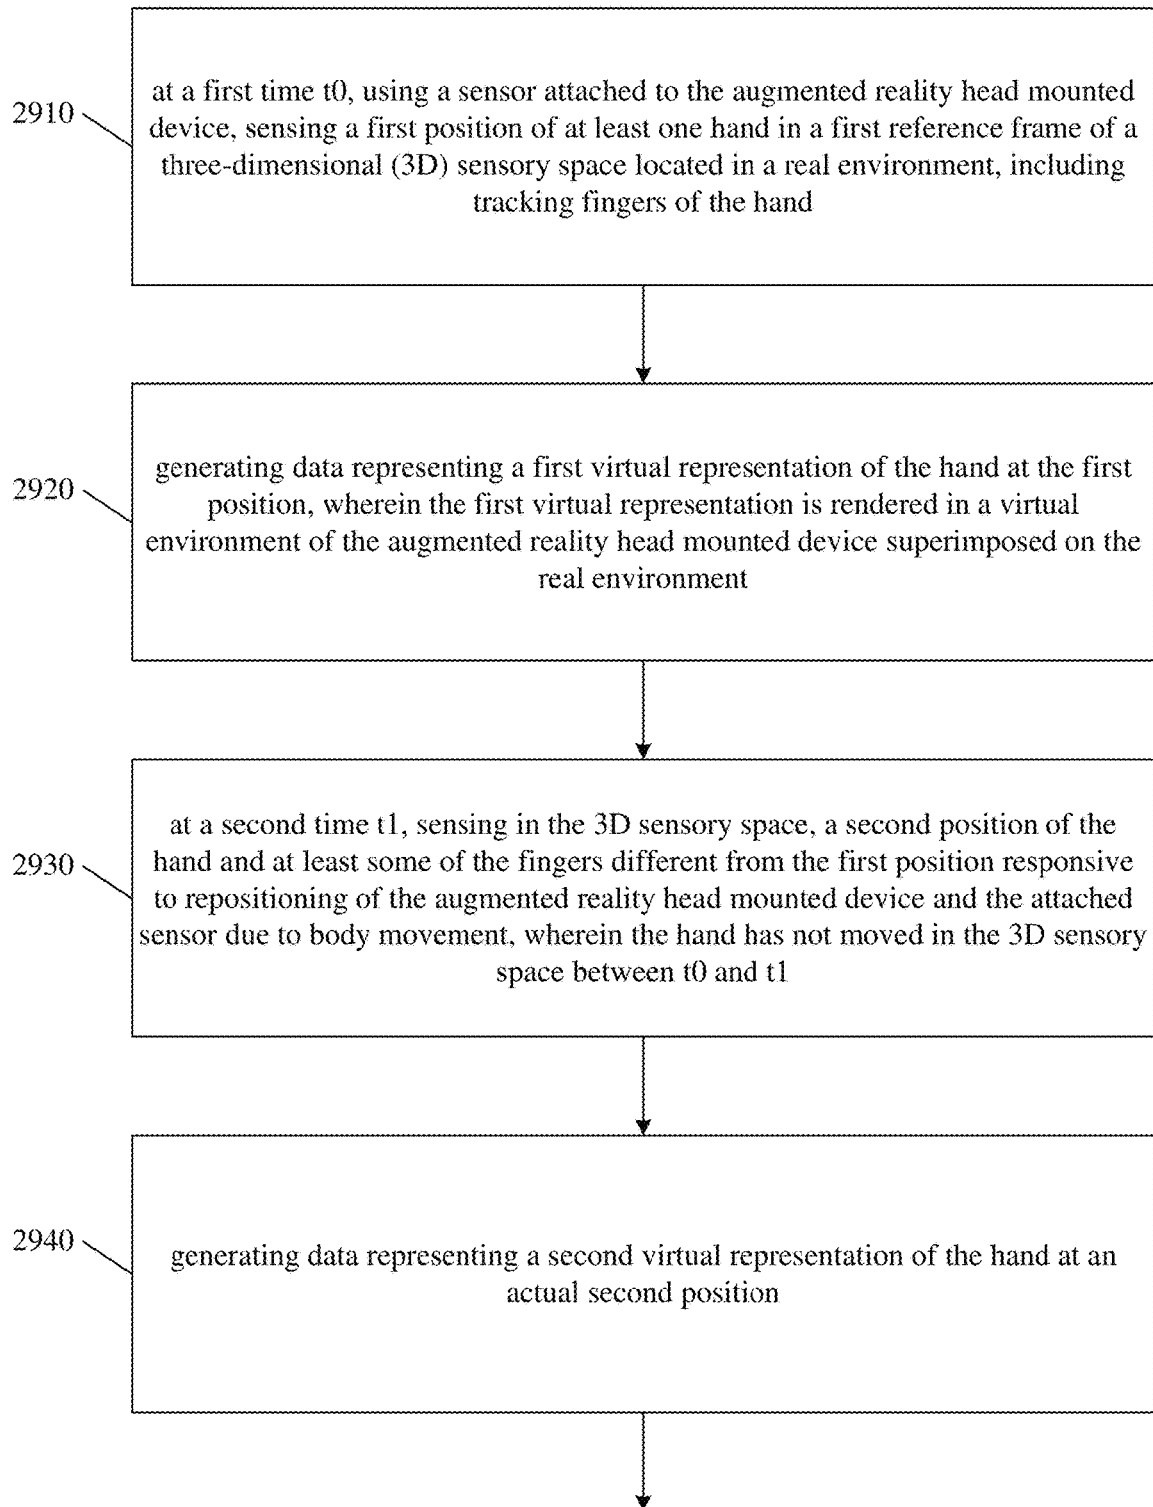 2910
at a first time t0, using a sensor attached to the augmented reality head mounted
device, sensing a first position of at least one hand in a first reference frame of a
three-dimensional (3D) sensory space located in a real environment, including
tracking fingers of the hand
2920
generating data representing a first virtual representation of the hand at the first
position, wherein the first virtual representation is rendered in a virtual
environment of the augmented reality head mounted device superimposed on the
real environment
2930
at a second time t1, sensing in the 3D sensory space, a second position of the
hand and at least some of the fingers different from the first position responsive
to repositioning of the augmented reality head mounted device and the attached
sensor due to body movement, wherein the hand has not moved in the 3D sensory
space between t0 and t1
2940
generating data representing a second virtual representation of the hand at an
actual second position